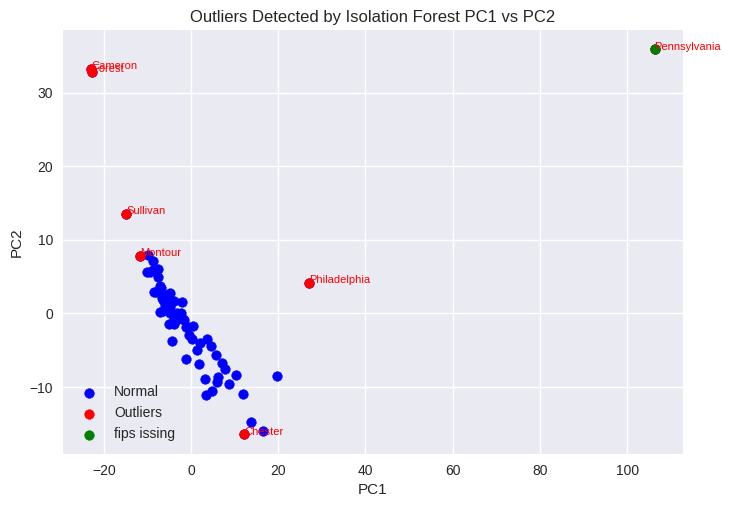 Outliers Detected by Isolation Forest PC1 vs PC2
Pennsylvania
Cameron
Forest
Sullivan
Montour
Philadelphia
Chester
30
20
10
0
−10
PC2
Normal
Outliers
fips issing
−20 0 20 40 60 80 100
PC1